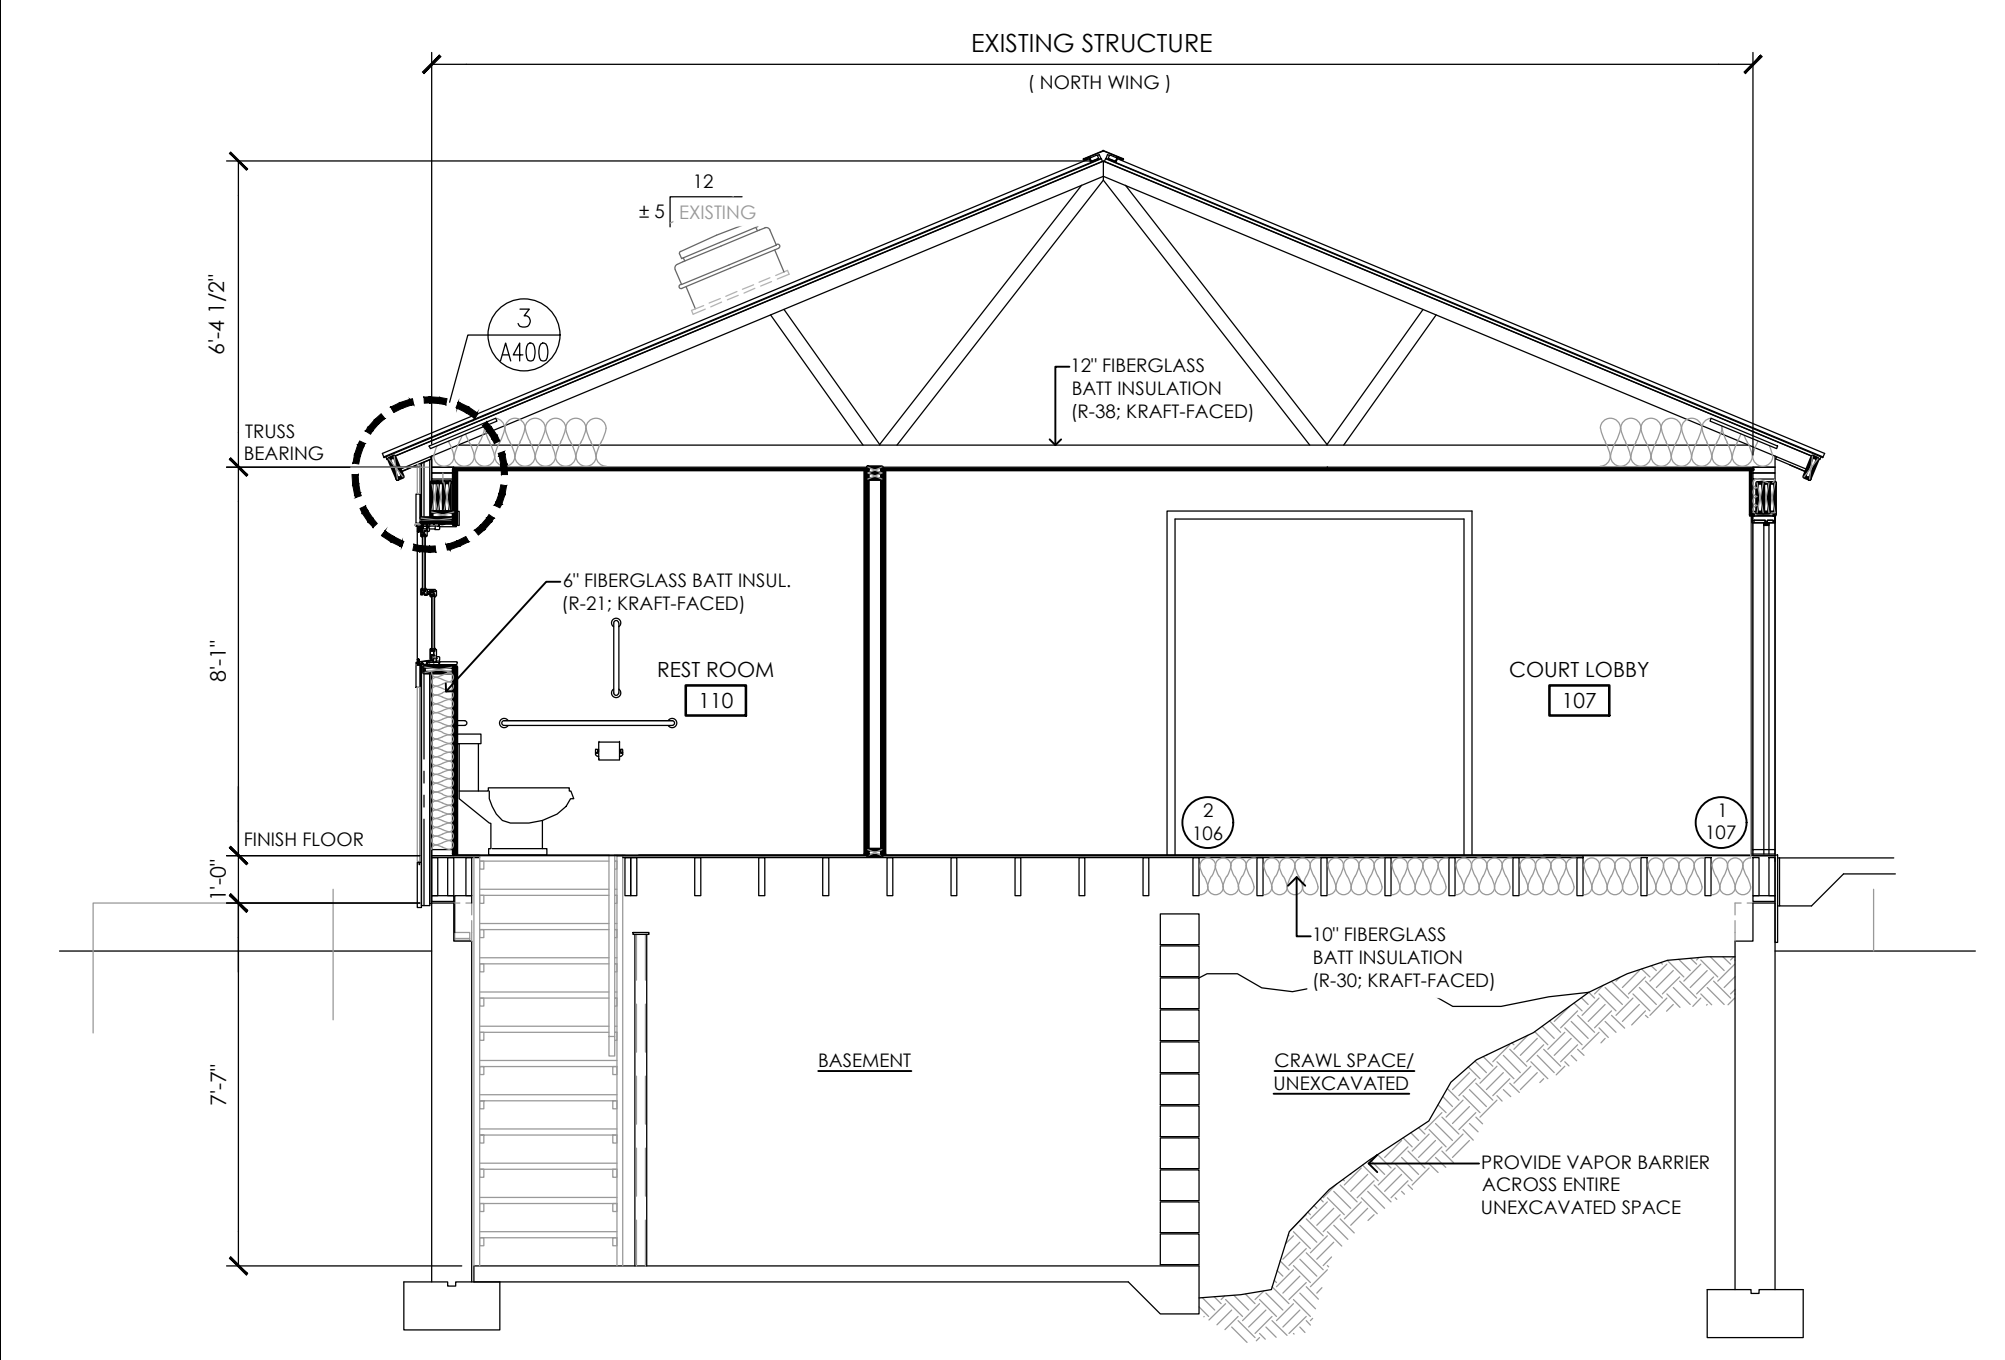 EXISTING STRUCTURE
( NORTH WING )
12
± 5
EXISTING
6'-4 1/2"
3
A400
12" FIBERGLASS
BATT INSULATION
(R-38; KRAFT-FACED)
TRUSS
BEARING
6" FIBERGLASS BATT INSUL.
(R-21; KRAFT-FACED)
8'-1"
REST ROOM
110
COURT LOBBY
107
2
106
1
107
FINISH FLOOR
1'-0"
10" FIBERGLASS
BATT INSULATION
(R-30; KRAFT-FACED)
BASEMENT
CRAWL SPACE/
UNEXCAVATED
7'-7"
PROVIDE VAPOR BARRIER
ACROSS ENTIRE
UNEXCAVATED SPACE